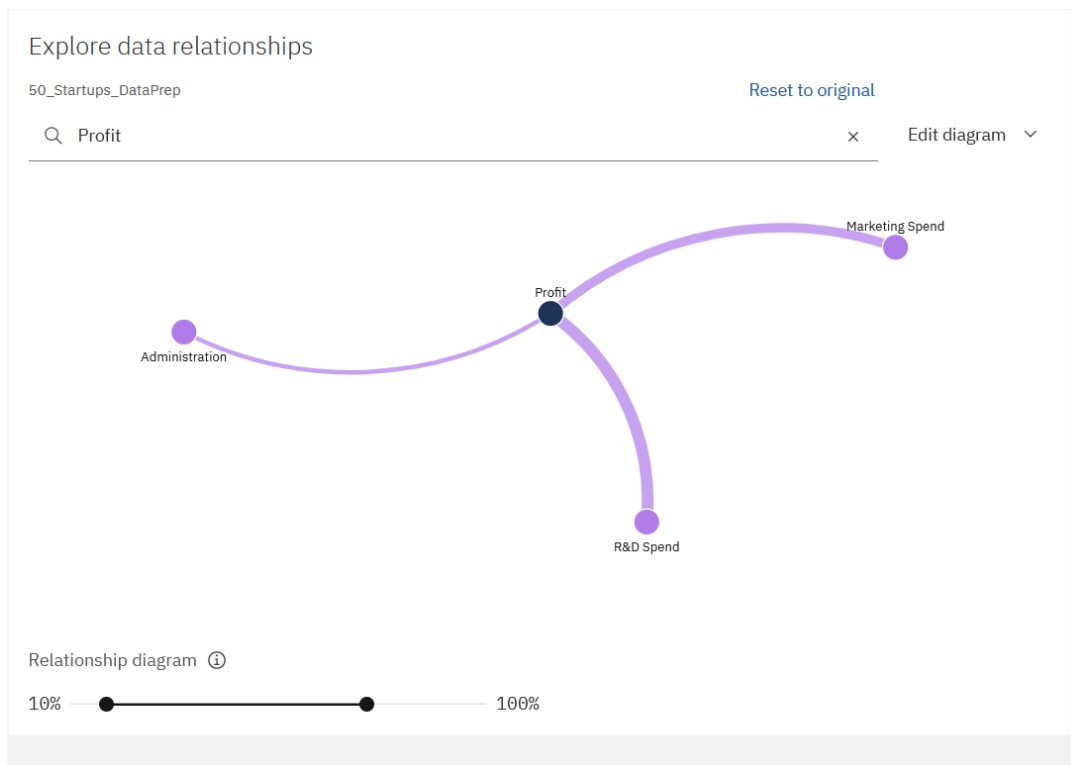 Explore data relationships
50_Startups_DataPrep
Reset to original
Profit
Edit diagram
Marketing Spend
Profit
Administration
R&D Spend
Relationship diagram
10% 100%